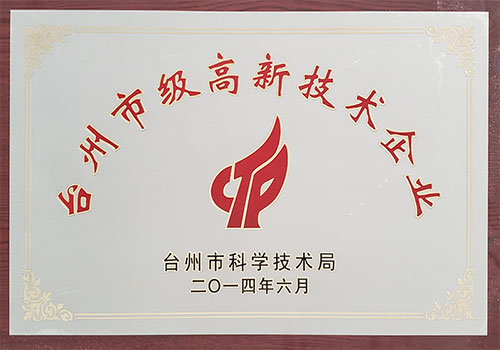 台州市级高新技术企业
CTP
台州市科学技术局
二〇一四年六月